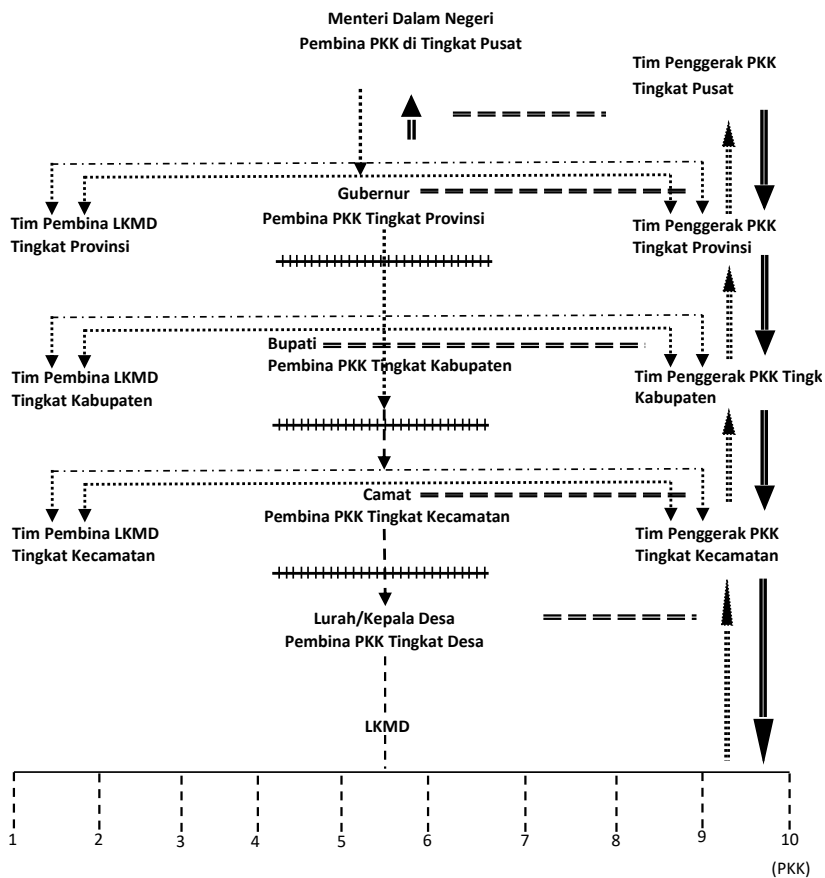 Menteri Dalam Negeri
Pembina PKK di Tingkat Pusat
Tim Penggerak PKK
Tingkat Pusat
Gubernur
Pembina PKK Tingkat Provinsi
Tim Pembina LKMD
Tingkat Provinsi
Tim Penggerak PKK
Tingkat Provinsi
Bupati
Pembina PKK Tingkat Kabupaten
Tim Pembina LKMD
Tingkat Kabupaten
Tim Penggerak PKK Tingk
Kabupaten
Camat
Pembina PKK Tingkat Kecamatan
Tim Pembina LKMD
Tingkat Kecamatan
Tim Penggerak PKK
Tingkat Kecamatan
Lurah/Kepala Desa
Pembina PKK Tingkat Desa
LKMD
1 2 3 4 5 6 7 8 9 10
(PKK)